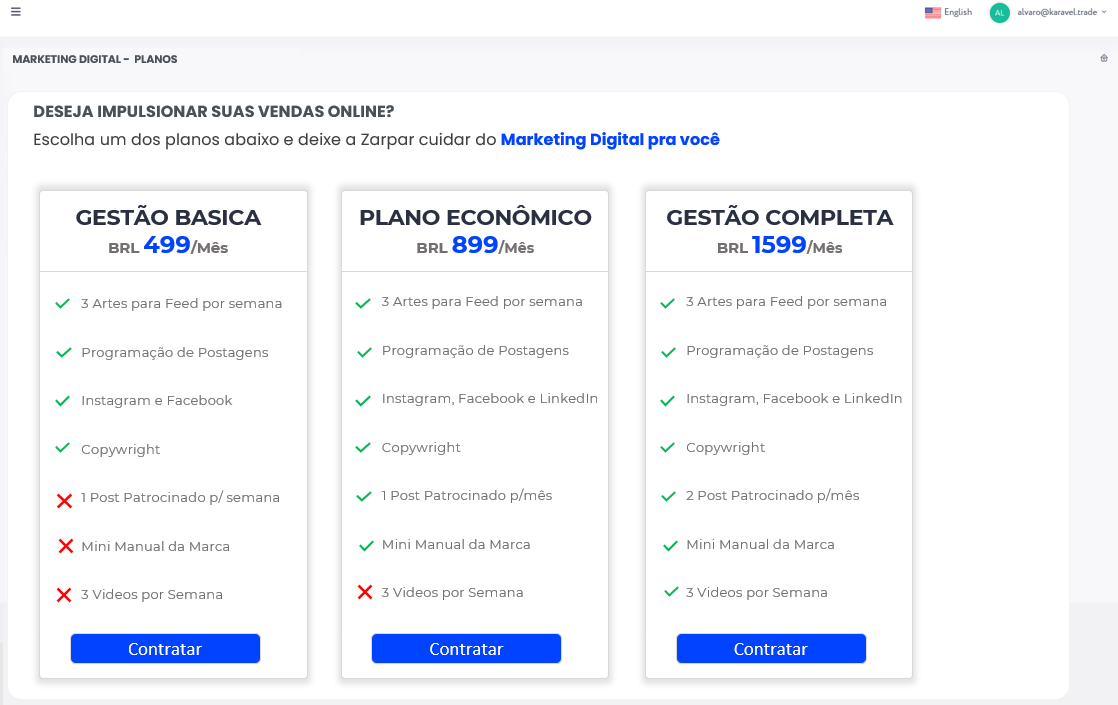 English
AL
alvaro@karavel.trade
MARKETING DIGITAL - PLANOS
DESEJA IMPULSIONAR SUAS VENDAS ONLINE?
Escolha um dos planos abaixo e deixe a Zarpar cuidar do Marketing Digital pra você
GESTÃO BASICA
BRL 499/Mês
3 Artes para Feed por semana
Programação de Postagens
Instagram e Facebook
Copywright
1 Post Patrocinado p/ semana
Mini Manual da Marca
3 Videos por Semana
Contratar
PLANO ECONÔMICO
BRL 899/Mês
3 Artes para Feed por semana
Programação de Postagens
Instagram, Facebook e LinkedIn
Copywright
1 Post Patrocinado p/mês
Mini Manual da Marca
3 Videos por Semana
Contratar
GESTÃO COMPLETA
BRL 1599/Mês
3 Artes para Feed por semana
Programação de Postagens
Instagram, Facebook e LinkedIn
Copywright
2 Post Patrocinado p/mês
Mini Manual da Marca
3 Videos por Semana
Contratar